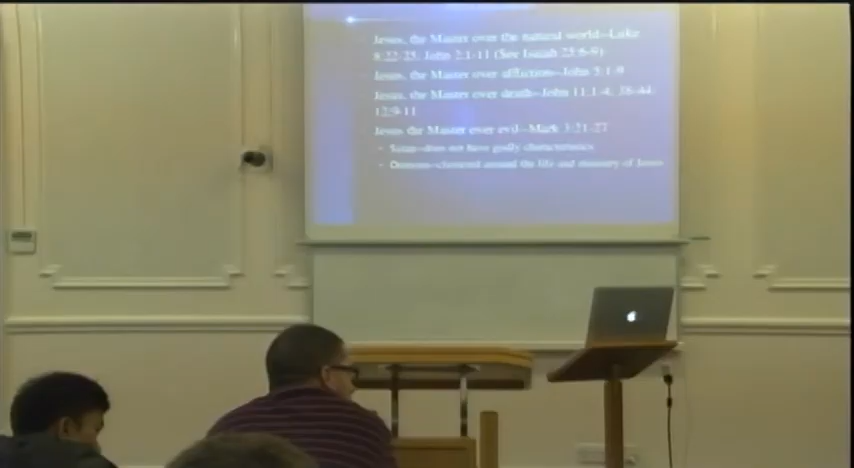 Jesus, the Master over the natural world--Luke
8:22-25; John 2:1-11 (See Isaiah 25:6-9)
Jesus, the Master over affliction--John 5:1-9
Jesus, the Master over death--John 11:1-4; 38-44;
12:9-11
Jesus the Master over evil--Mark 3:21-27
- Satan--does not have godly characteristics
- Demons--clustered around the life and ministry of Jesus